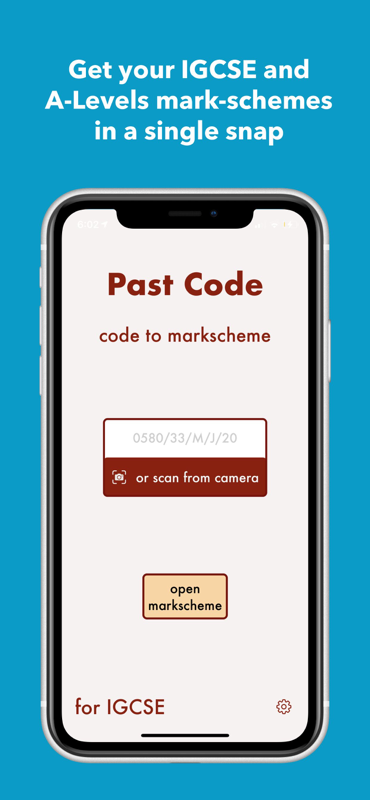 Get your IGCSE and
A-Levels mark-schemes
in a single snap
Past Code
code to markscheme
0580/33/M/J/20
or scan from camera
open
markscheme
for IGCSE